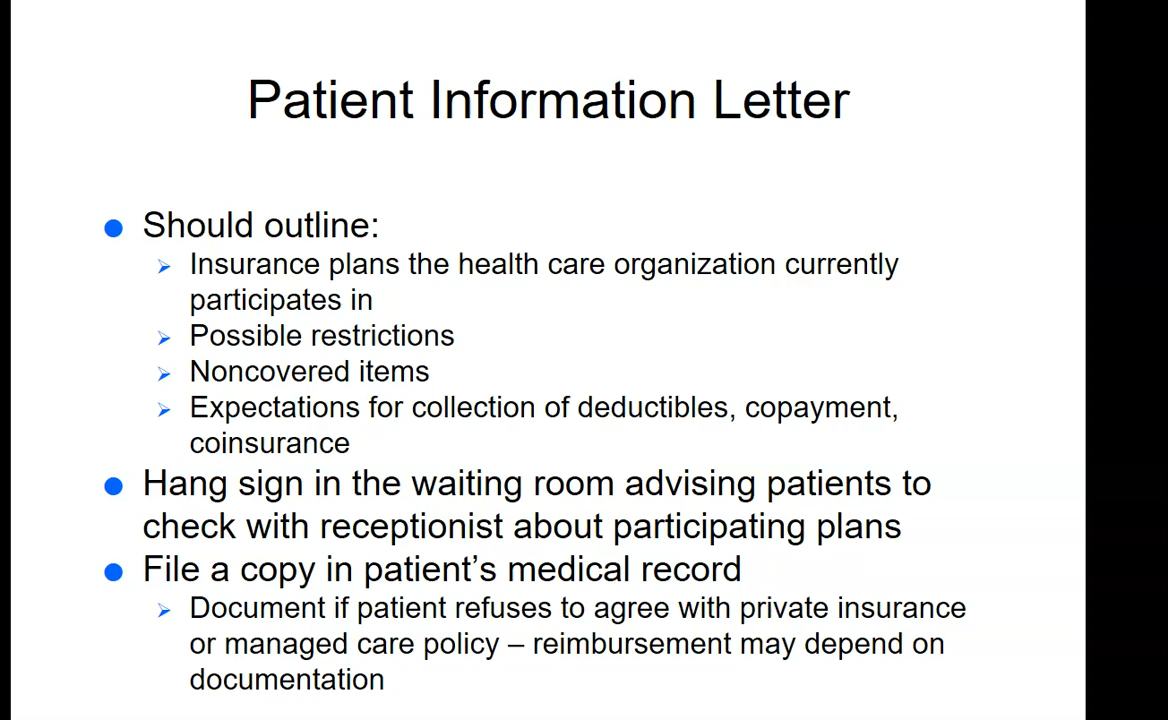 Patient Information Letter
Should outline:
Insurance plans the health care organization currently
participates in
Possible restrictions
Noncovered items
Expectations for collection of deductibles, copayment,
coinsurance
Hang sign in the waiting room advising patients to
check with receptionist about participating plans
File a copy in patient’s medical record
Document if patient refuses to agree with private insurance
or managed care policy – reimbursement may depend on
documentation